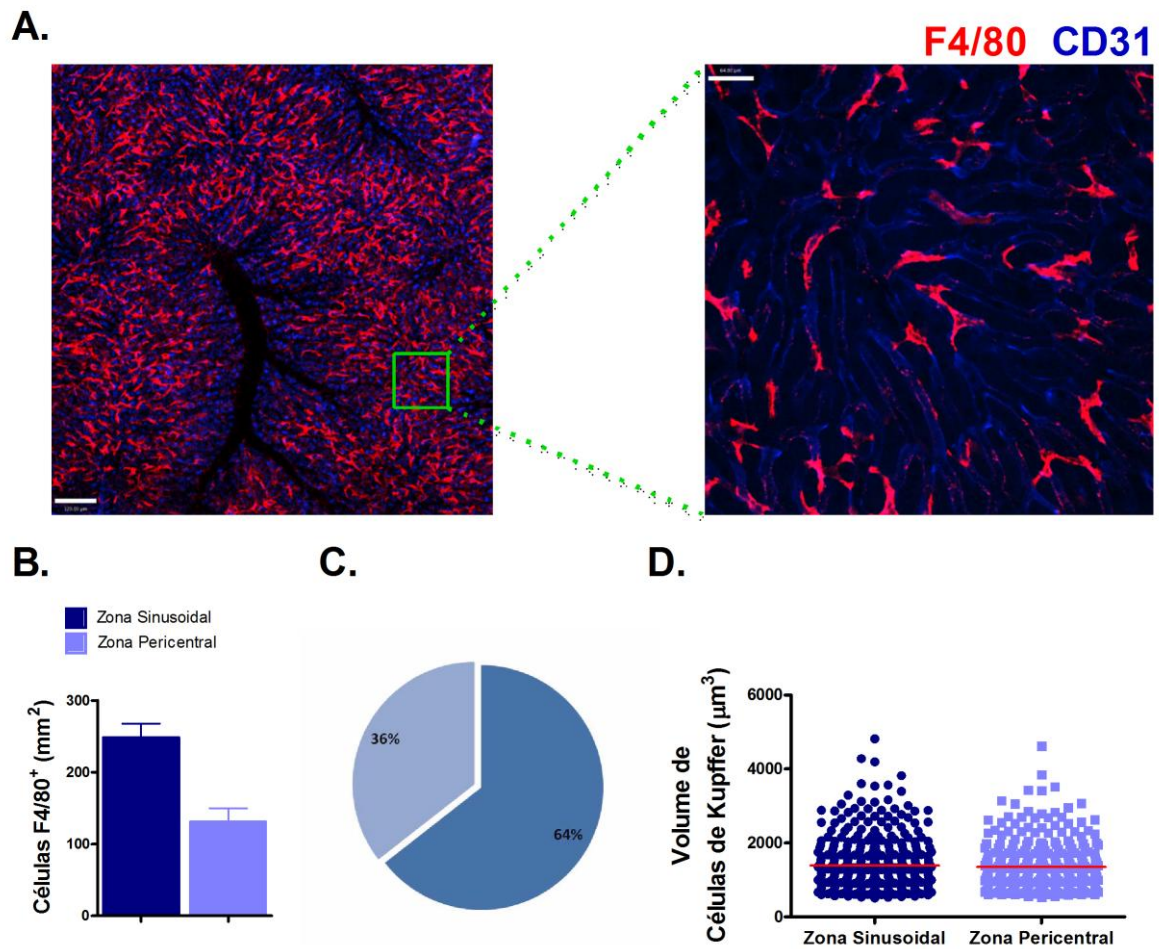 A.
F4/80 CD31
B.
C.
D.
Zona Sinusoidal
Zona Pericentral
Células F4/80⁺ (mm²)
300
200
100
0
36%
64%
Volume de
Células de Kupffer (µm³)
6000
4000
2000
0
Zona Sinusoidal
Zona Pericentral